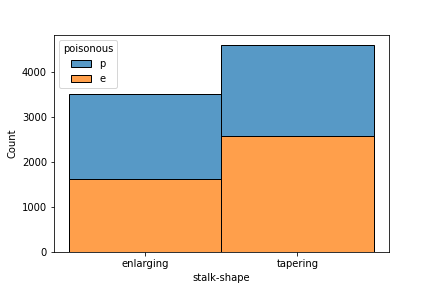 poisonous
p
e
4000
3000
2000
1000
0
Count
enlarging
tapering
stalk-shape